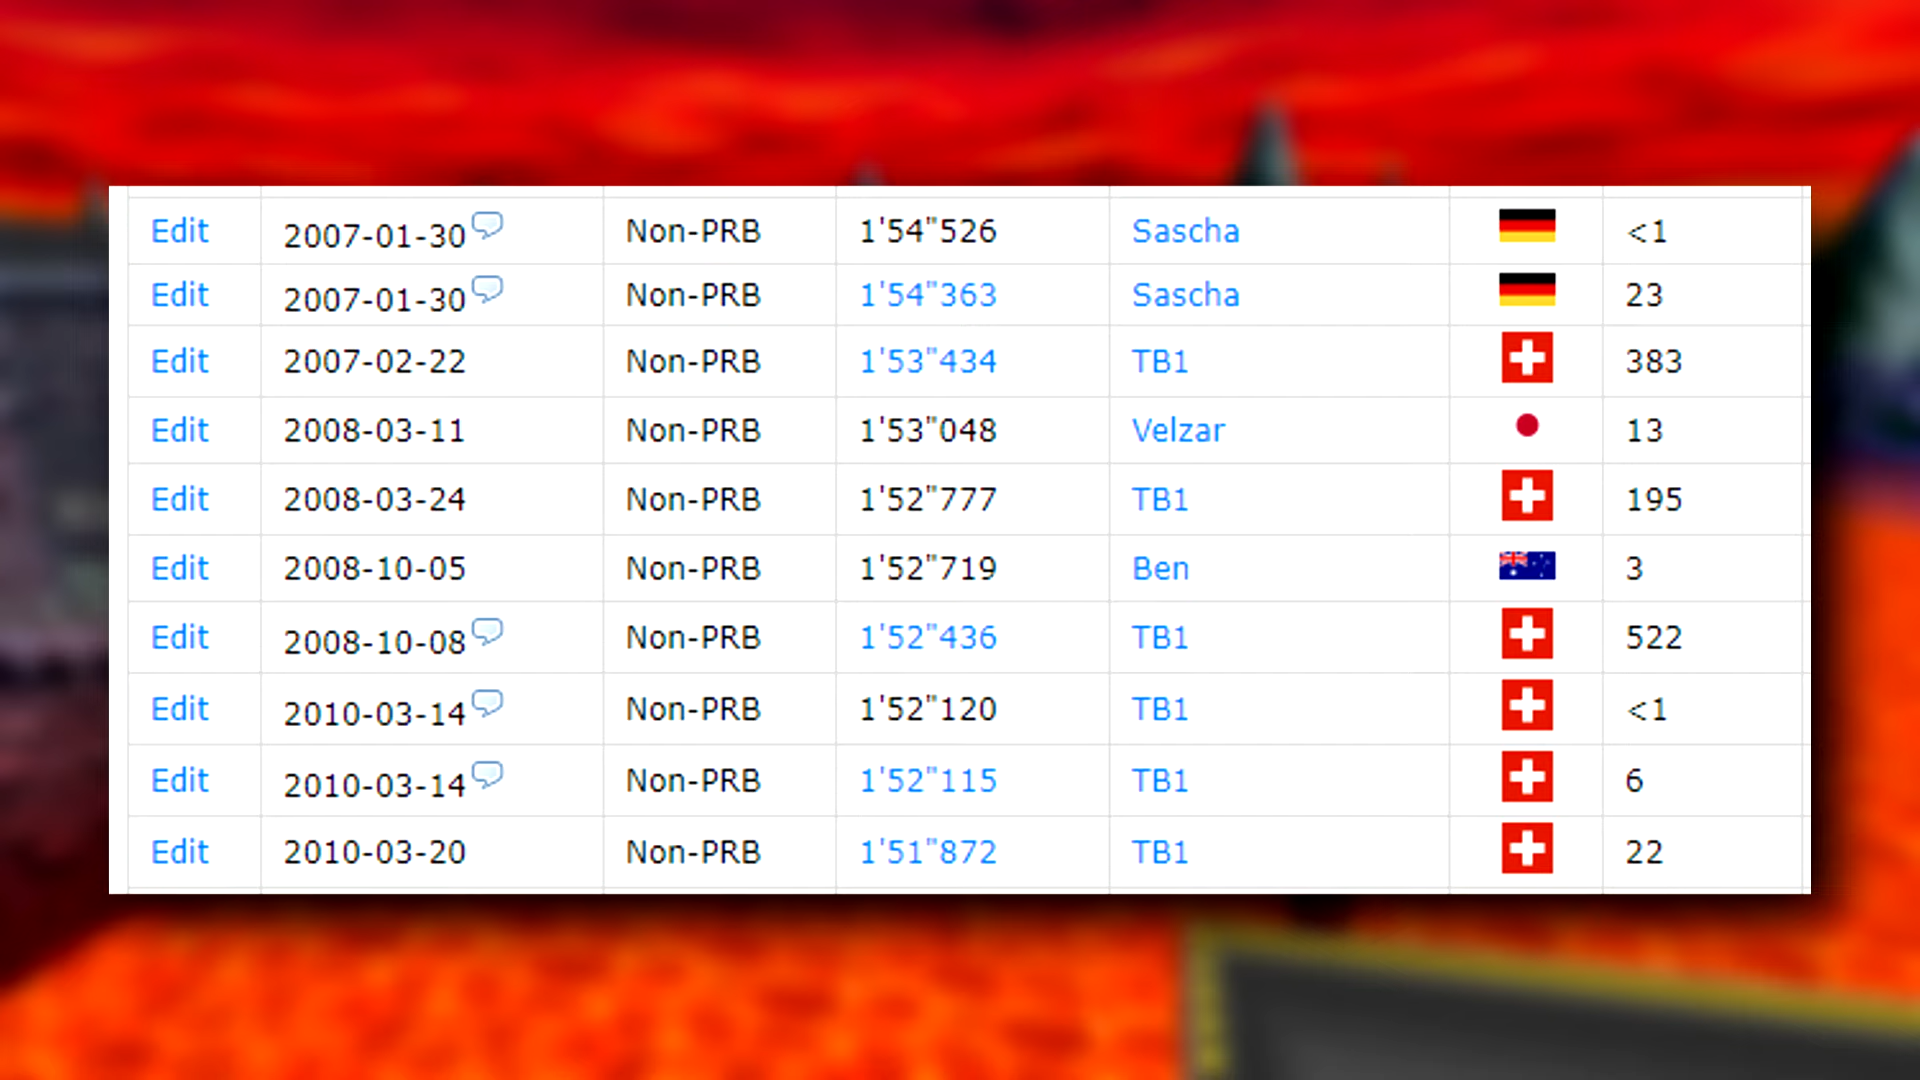 Edit 2007-01-30 Non-PRB 1'54"526 Sascha <1
Edit 2007-01-30 Non-PRB 1'54"363 Sascha 23
Edit 2007-02-22 Non-PRB 1'53"434 TB1 383
Edit 2008-03-11 Non-PRB 1'53"048 Velzar 13
Edit 2008-03-24 Non-PRB 1'52"777 TB1 195
Edit 2008-10-05 Non-PRB 1'52"719 Ben 3
Edit 2008-10-08 Non-PRB 1'52"436 TB1 522
Edit 2010-03-14 Non-PRB 1'52"120 TB1 <1
Edit 2010-03-14 Non-PRB 1'52"115 TB1 6
Edit 2010-03-20 Non-PRB 1'51"872 TB1 22